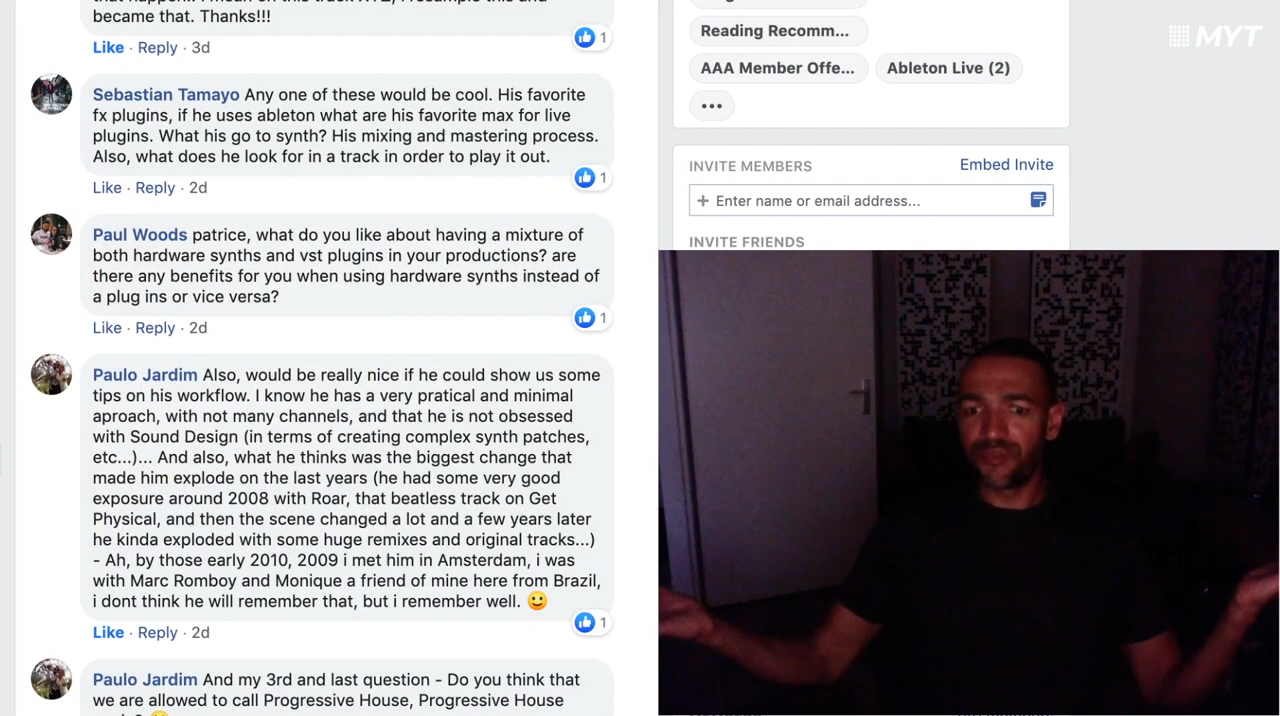 became that. Thanks!!!
1
Like · Reply · 3d
Sebastian Tamayo Any one of these would be cool. His favorite
fx plugins, if he uses ableton what are his favorite max for live
plugins. What his go to synth? His mixing and mastering process.
Also, what does he look for in a track in order to play it out.
1
Like · Reply · 2d
Paul Woods patrice, what do you like about having a mixture of
both hardware synths and vst plugins in your productions? are
there any benefits for you when using hardware synths instead of
a plug ins or vice versa?
1
Like · Reply · 2d
Paulo Jardim Also, would be really nice if he could show us some
tips on his workflow. I know he has a very pratical and minimal
aproach, with not many channels, and that he is not obsessed
with Sound Design (in terms of creating complex synth patches,
etc...)... And also, what he thinks was the biggest change that
made him explode on the last years (he had some very good
exposure around 2008 with Roar, that beatless track on Get
Physical, and then the scene changed a lot and a few years later
he kinda exploded with some huge remixes and original tracks...)
- Ah, by those early 2010, 2009 i met him in Amsterdam, i was
with Marc Romboy and Monique a friend of mine here from Brazil,
i dont think he will remember that, but i remember well.
1
Like · Reply · 2d
Paulo Jardim And my 3rd and last question - Do you think that
we are allowed to call Progressive House, Progressive House
Reading Recomm...
AAA Member Offe...
Ableton Live (2)
...
INVITE MEMBERS
Embed Invite
+ Enter name or email address...
INVITE FRIENDS
MYT